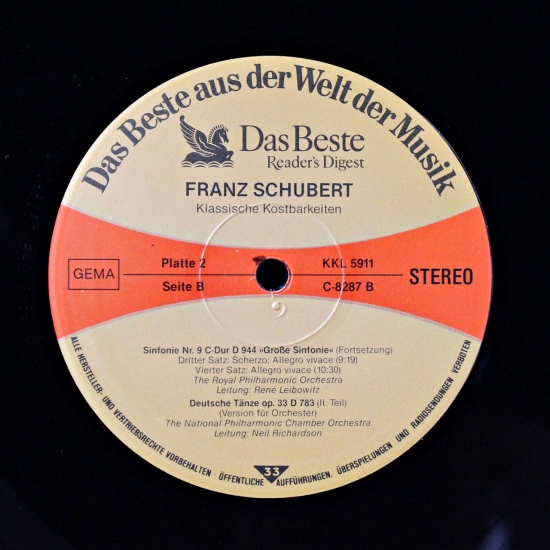 Das Beste aus der Welt der Musik
Das Beste
Reader's Digest
FRANZ SCHUBERT
Klassische Kostbarkeiten
GEMA
Platte 2
KKL 5911
Seite B
C-8287 B
STEREO
Sinfonie Nr. 9 C-Dur D 944 »Große Sinfonie« (Fortsetzung)
Dritter Satz: Scherzo; Allegro vivace (9:19)
Vierter Satz: Allegro vivace (10:30)
The Royal Philharmonic Orchestra
Leitung: René Leibowitz
Deutsche Tänze op. 33 D 783 (II. Teil)
(Version für Orchester)
The National Philharmonic Chamber Orchestra
Leitung: Neil Richardson
ALLE HERSTELLER- UND VERTRIEBSRECHTE VORBEHALTEN · ÖFFENTLICHE AUFFÜHRUNGEN, ÜBERSPIELUNGEN UND RADIOSENDUNGEN VERBOTEN
33